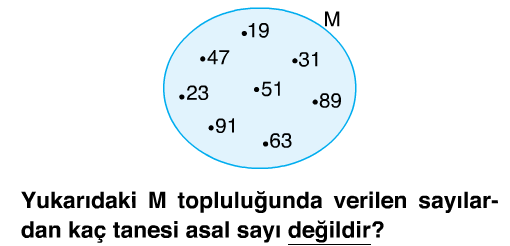 M
.19
.47
.31
.23
.51
.89
.91
.63
Yukarıdaki M topluluğunda verilen sayılar-
dan kaç tanesi asal sayı değildir?